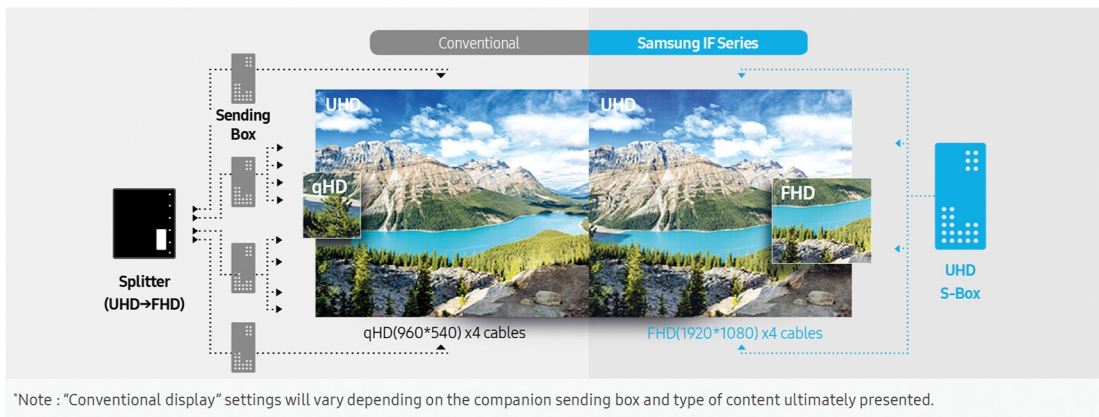 Conventional
Samsung IF Series
Sending
Box
UHD
UHD
qHD
FHD
Splitter
(UHD→FHD)
UHD
S-Box
qHD(960*540) x4 cables
FHD(1920*1080) x4 cables
*Note : “Conventional display” settings will vary depending on the companion sending box and type of content ultimately presented.